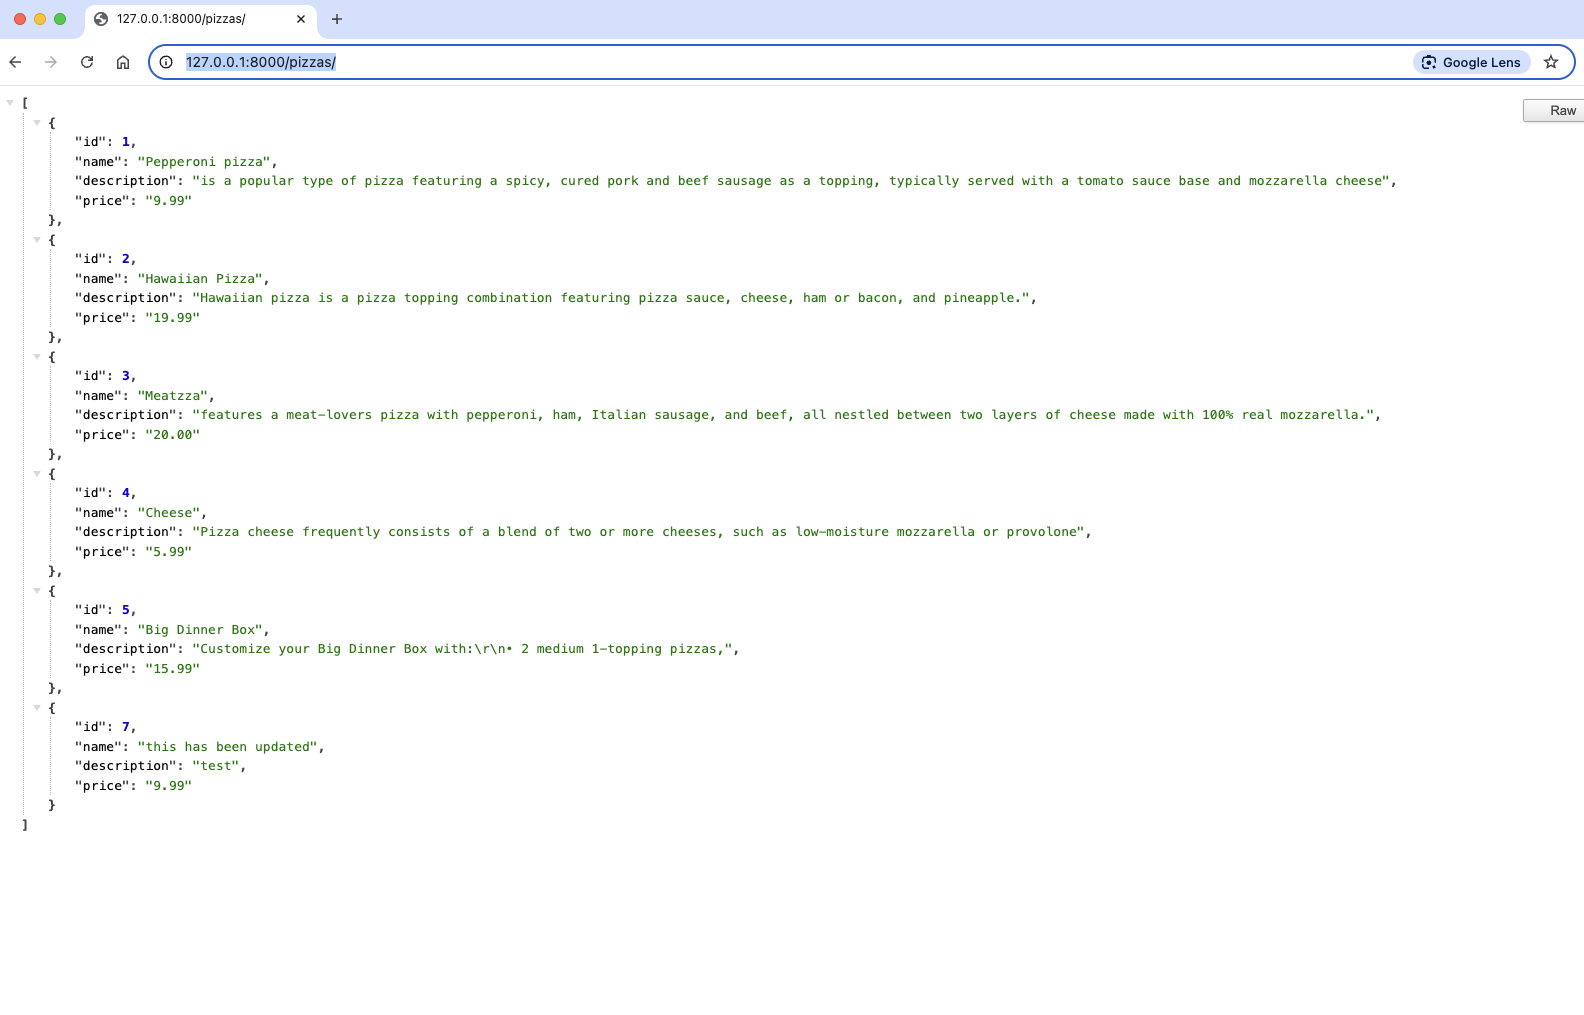 127.0.0.1:8000/pizzas/
127.0.0.1:8000/pizzas/
Google Lens
Raw
[
{
"id": 1,
"name": "Pepperoni pizza",
"description": "is a popular type of pizza featuring a spicy, cured pork and beef sausage as a topping, typically served with a tomato sauce base and mozzarella cheese",
"price": "9.99"
},
{
"id": 2,
"name": "Hawaiian Pizza",
"description": "Hawaiian pizza is a pizza topping combination featuring pizza sauce, cheese, ham or bacon, and pineapple.",
"price": "19.99"
},
{
"id": 3,
"name": "Meatzza",
"description": "features a meat-lovers pizza with pepperoni, ham, Italian sausage, and beef, all nestled between two layers of cheese made with 100% real mozzarella.",
"price": "20.00"
},
{
"id": 4,
"name": "Cheese",
"description": "Pizza cheese frequently consists of a blend of two or more cheeses, such as low-moisture mozzarella or provolone",
"price": "5.99"
},
{
"id": 5,
"name": "Big Dinner Box",
"description": "Customize your Big Dinner Box with:\r\n• 2 medium 1-topping pizzas,",
"price": "15.99"
},
{
"id": 7,
"name": "this has been updated",
"description": "test",
"price": "9.99"
}
]